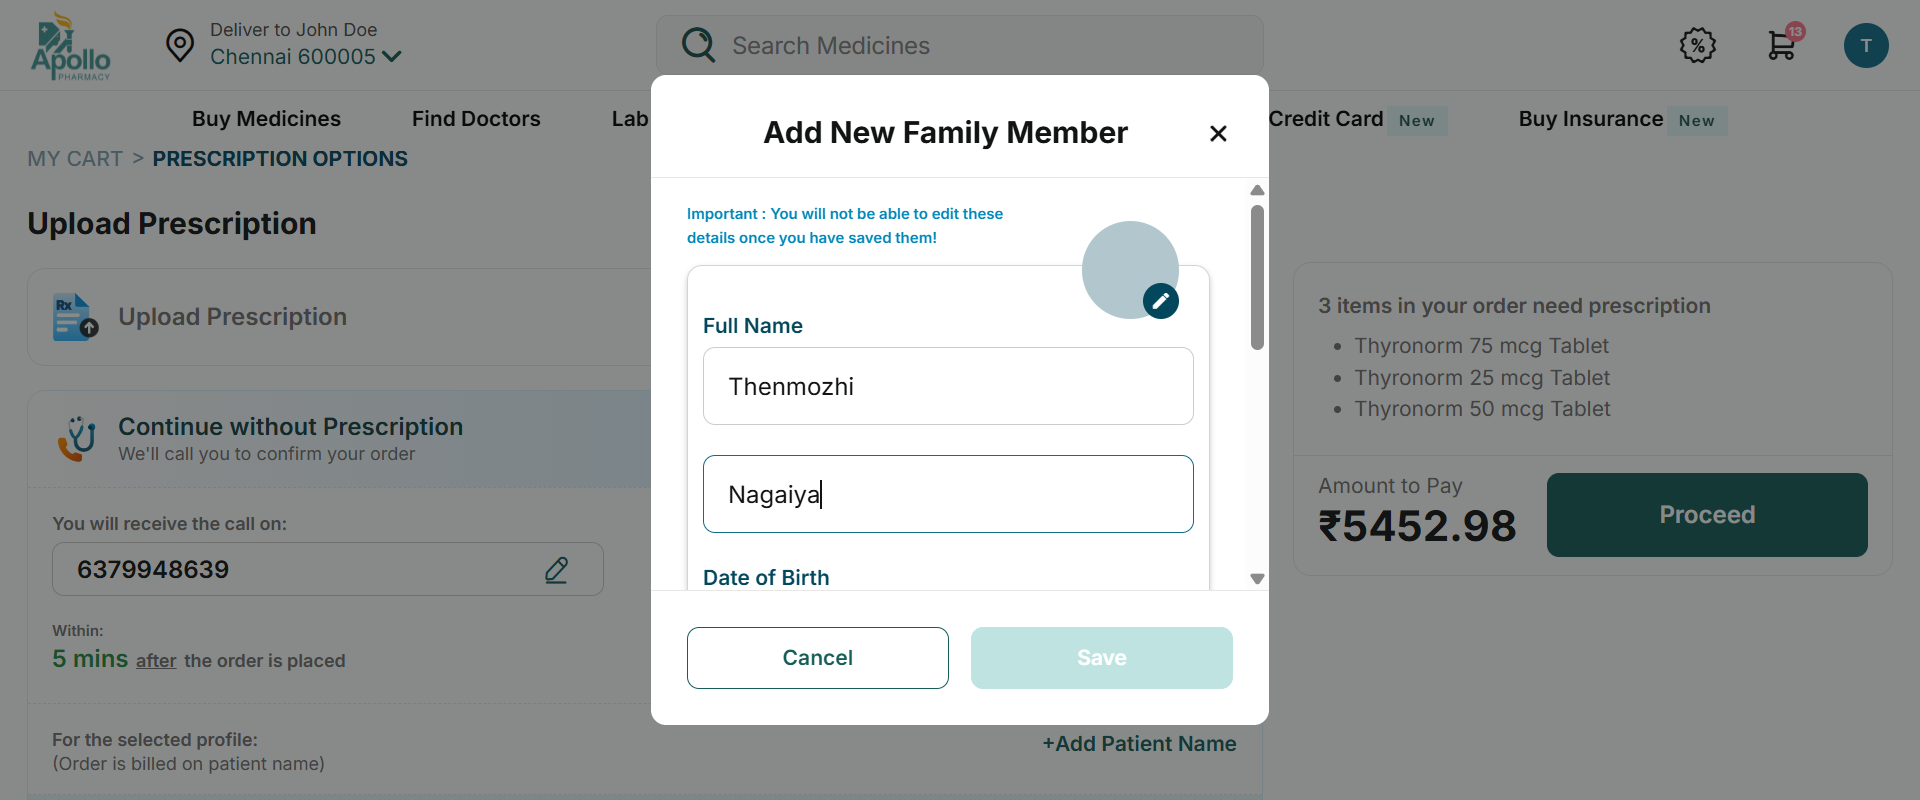 Apollo
PHARMACY
Deliver to John Doe
Chennai 600005
Search Medicines
%
13
T
Buy Medicines
Find Doctors
Lab
Credit Card New
Buy Insurance New
MY CART > PRESCRIPTION OPTIONS
Upload Prescription
Rx
Upload Prescription
Continue without Prescription
We'll call you to confirm your order
You will receive the call on:
6379948639
Within:
5 mins after the order is placed
For the selected profile:
(Order is billed on patient name)
+Add Patient Name
Add New Family Member
Important : You will not be able to edit these
details once you have saved them!
Full Name
Thenmozhi
Nagaiya
Date of Birth
Cancel
Save
3 items in your order need prescription
• Thyronorm 75 mcg Tablet
• Thyronorm 25 mcg Tablet
• Thyronorm 50 mcg Tablet
Amount to Pay
₹5452.98
Proceed